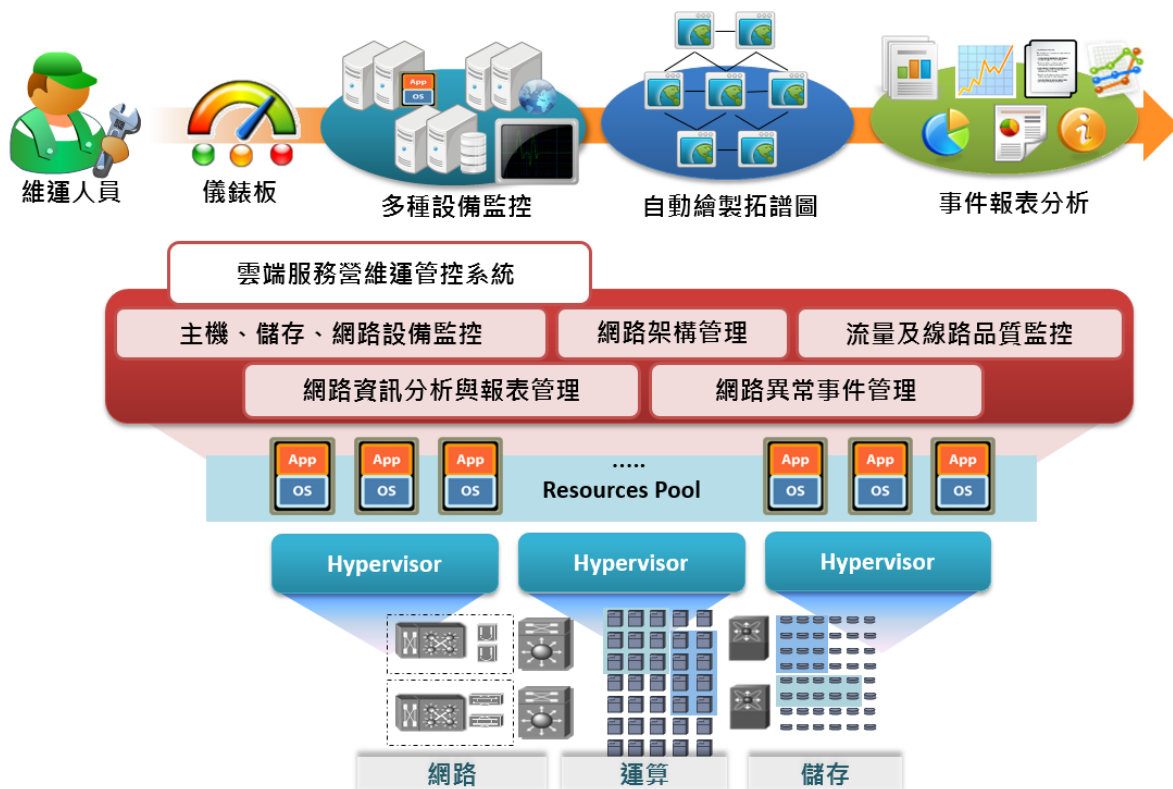 App
OS
維運人員
儀錶板
多種設備監控
自動繪製拓譜圖
事件報表分析
雲端服務營維運管控系統
主機、儲存、網路設備監控
網路架構管理
流量及線路品質監控
網路資訊分析與報表管理
網路異常事件管理
App
OS
App
OS
App
OS
.....
Resources Pool
App
OS
App
OS
App
OS
Hypervisor
Hypervisor
Hypervisor
網路
運算
儲存